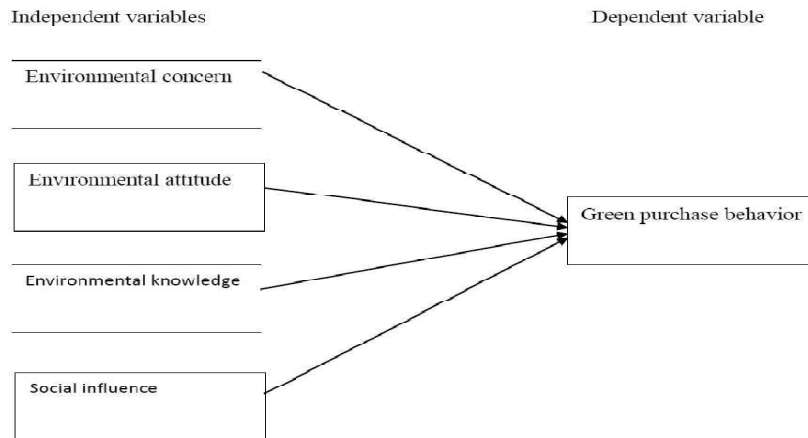 Independent variables
Dependent variable
Environmental concern
Environmental attitude
Green purchase behavior
Environmental knowledge
Social influence